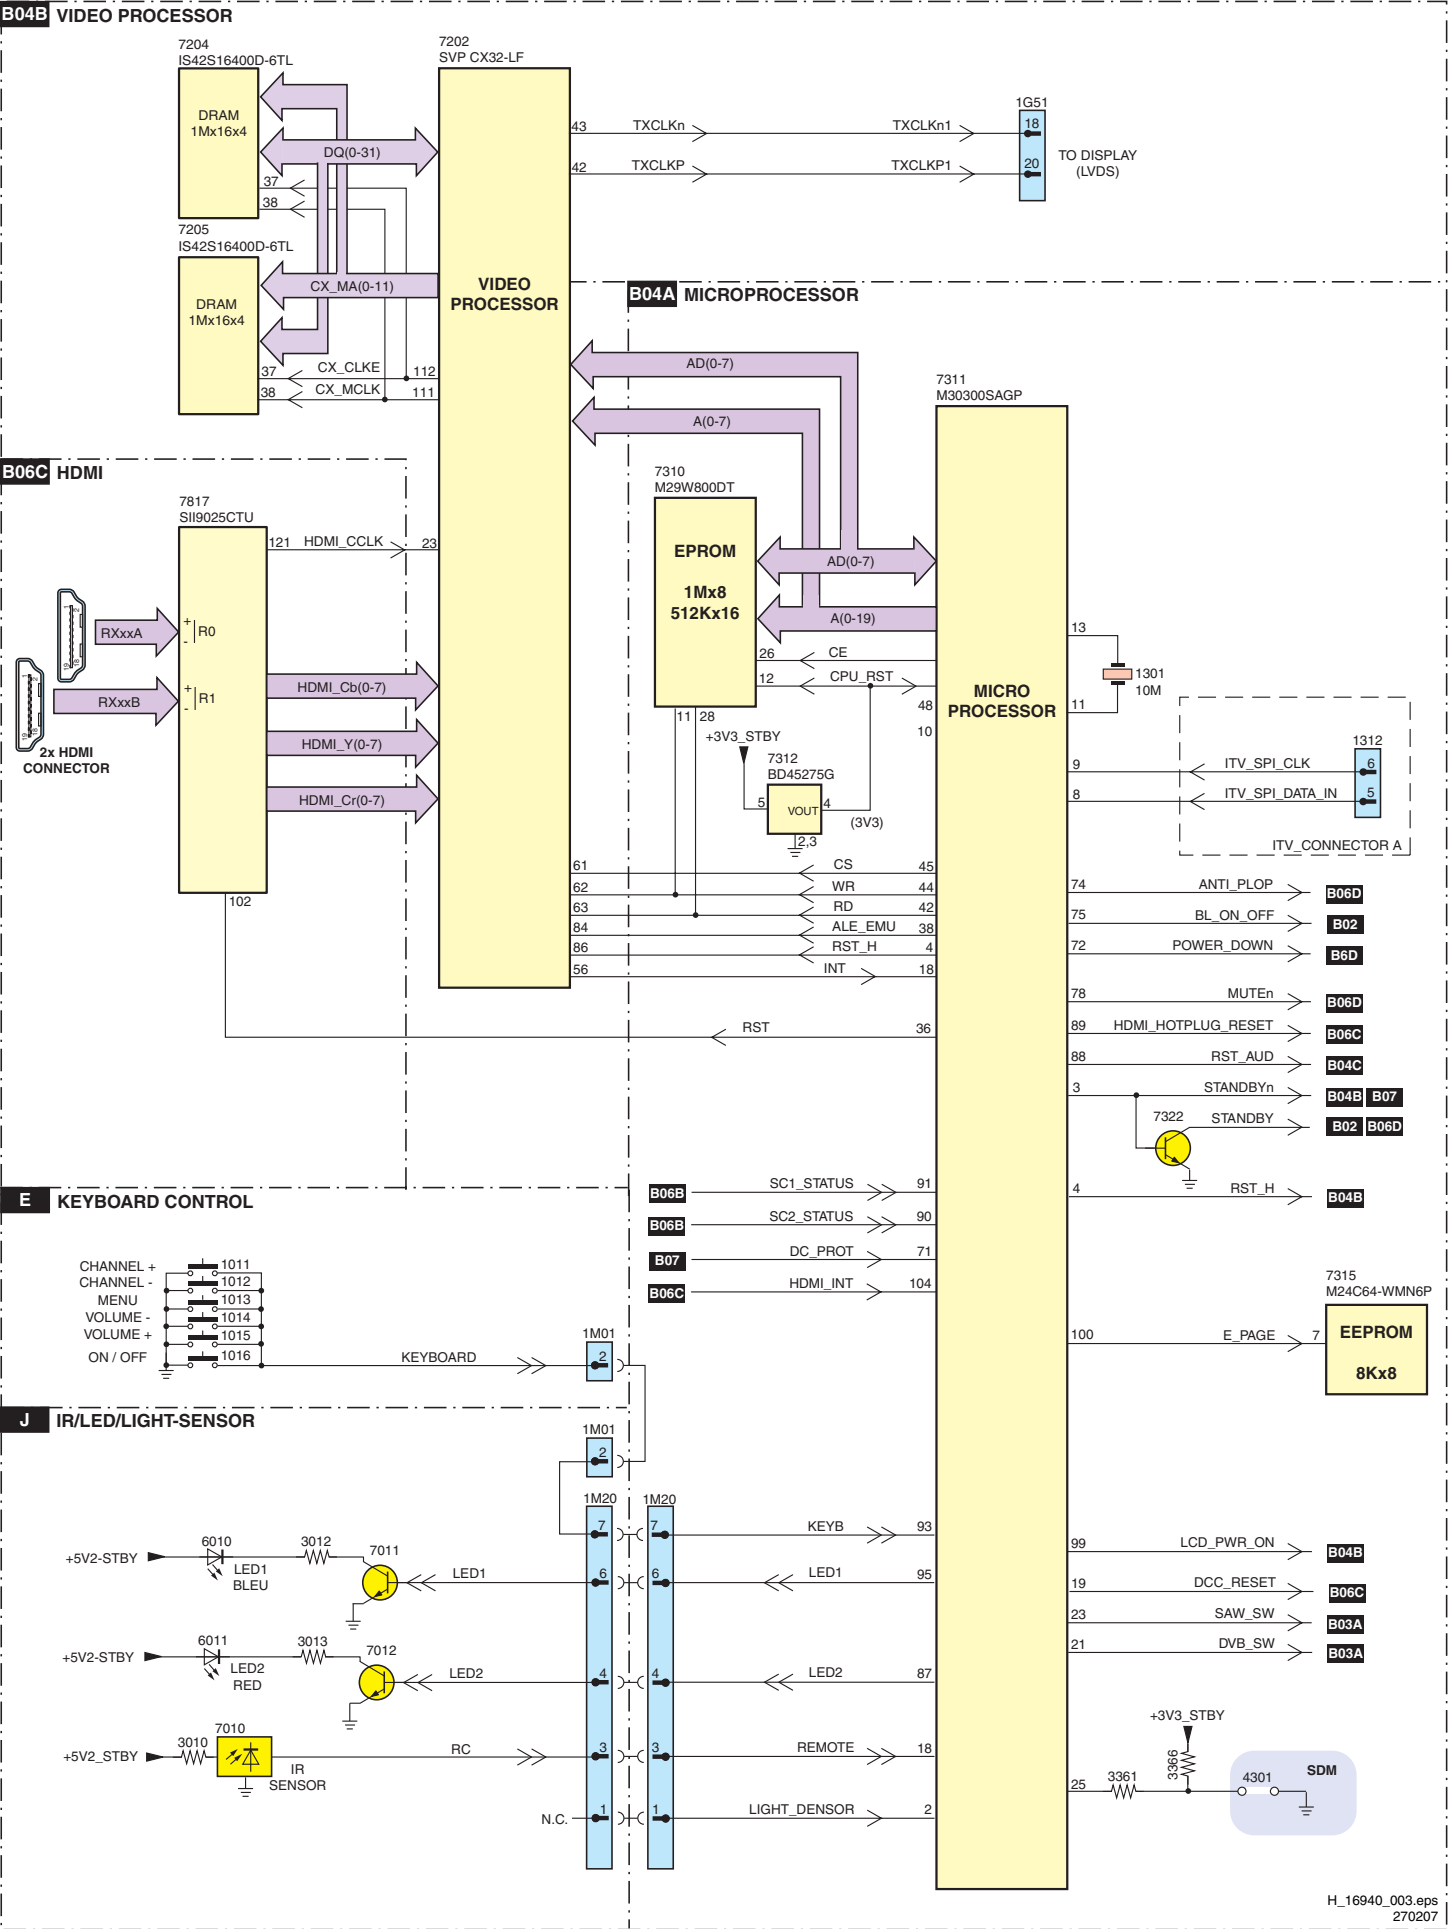 B04B VIDEO PROCESSOR
7204
IS42S16400D-6TL
DRAM
1Mx16x4
37
38
DQ(0-31)
7205
IS42S16400D-6TL
DRAM
1Mx16x4
CX_MA(0-11)
37 CX_CLKE 112
38 CX_MCLK 111
7202
SVP CX32-LF
VIDEO
PROCESSOR
43 TXCLKn TXCLKn1
42 TXCLKP TXCLKP1
1G51
18
20
TO DISPLAY
(LVDS)
B04A MICROPROCESSOR
AD(0-7)
A(0-7)
7311
M30300SAGP
MICRO
PROCESSOR
7310
M29W800DT
EPROM
1Mx8
512Kx16
AD(0-7)
A(0-19)
26 CE
12 CPU_RST
48
10
11 28
+3V3_STBY
7312
BD45275G
5 VOUT 4
(3V3)
2,3
B06C HDMI
7817
SII9025CTU
121 HDMI_CCLK 23
RXxxA
+
-
R0
RXxxB
+
-
R1
1
2
19
18
1
2
19
18
2x HDMI
CONNECTOR
HDMI_Cb(0-7)
HDMI_Y(0-7)
HDMI_Cr(0-7)
102
61 CS 45
62 WR 44
63 RD 42
84 ALE_EMU 38
86 RST_H 4
56 INT 18
RST 36
13
1301
10M
11
1312
9 ITV_SPI_CLK 6
8 ITV_SPI_DATA_IN 5
ITV_CONNECTOR A
74 ANTI_PLOP B06D
75 BL_ON_OFF B02
72 POWER_DOWN B6D
78 MUTEn B06D
89 HDMI_HOTPLUG_RESET B06C
88 RST_AUD B04C
3 STANDBYn B04B B07
7322 STANDBY B02 B06D
4 RST_H B04B
B06B SC1_STATUS 91
B06B SC2_STATUS 90
B07 DC_PROT 71
B06C HDMI_INT 104
7315
M24C64-WMN6P
100 E_PAGE 7
EEPROM
8Kx8
E KEYBOARD CONTROL
CHANNEL + 1011
CHANNEL - 1012
MENU 1013
VOLUME - 1014
VOLUME + 1015
ON / OFF 1016
KEYBOARD
1M01
2
J IR/LED/LIGHT-SENSOR
1M01
2
1M20 1M20
7 7 KEYB 93
+5V2-STBY 6010 3012 7011
LED1
BLEU
LED1 6 6 LED1 95
+5V2-STBY 6011 3013 7012
LED2
RED
LED2 4 4 LED2 87
+5V2_STBY 3010 7010
IR
SENSOR
RC 3 3 REMOTE 18
N.C. 1 1 LIGHT_DENSOR 2
99 LCD_PWR_ON B04B
19 DCC_RESET B06C
23 SAW_SW B03A
21 DVB_SW B03A
+3V3_STBY
3366
25 3361
4301
SDM
H_16940_003.eps
270207